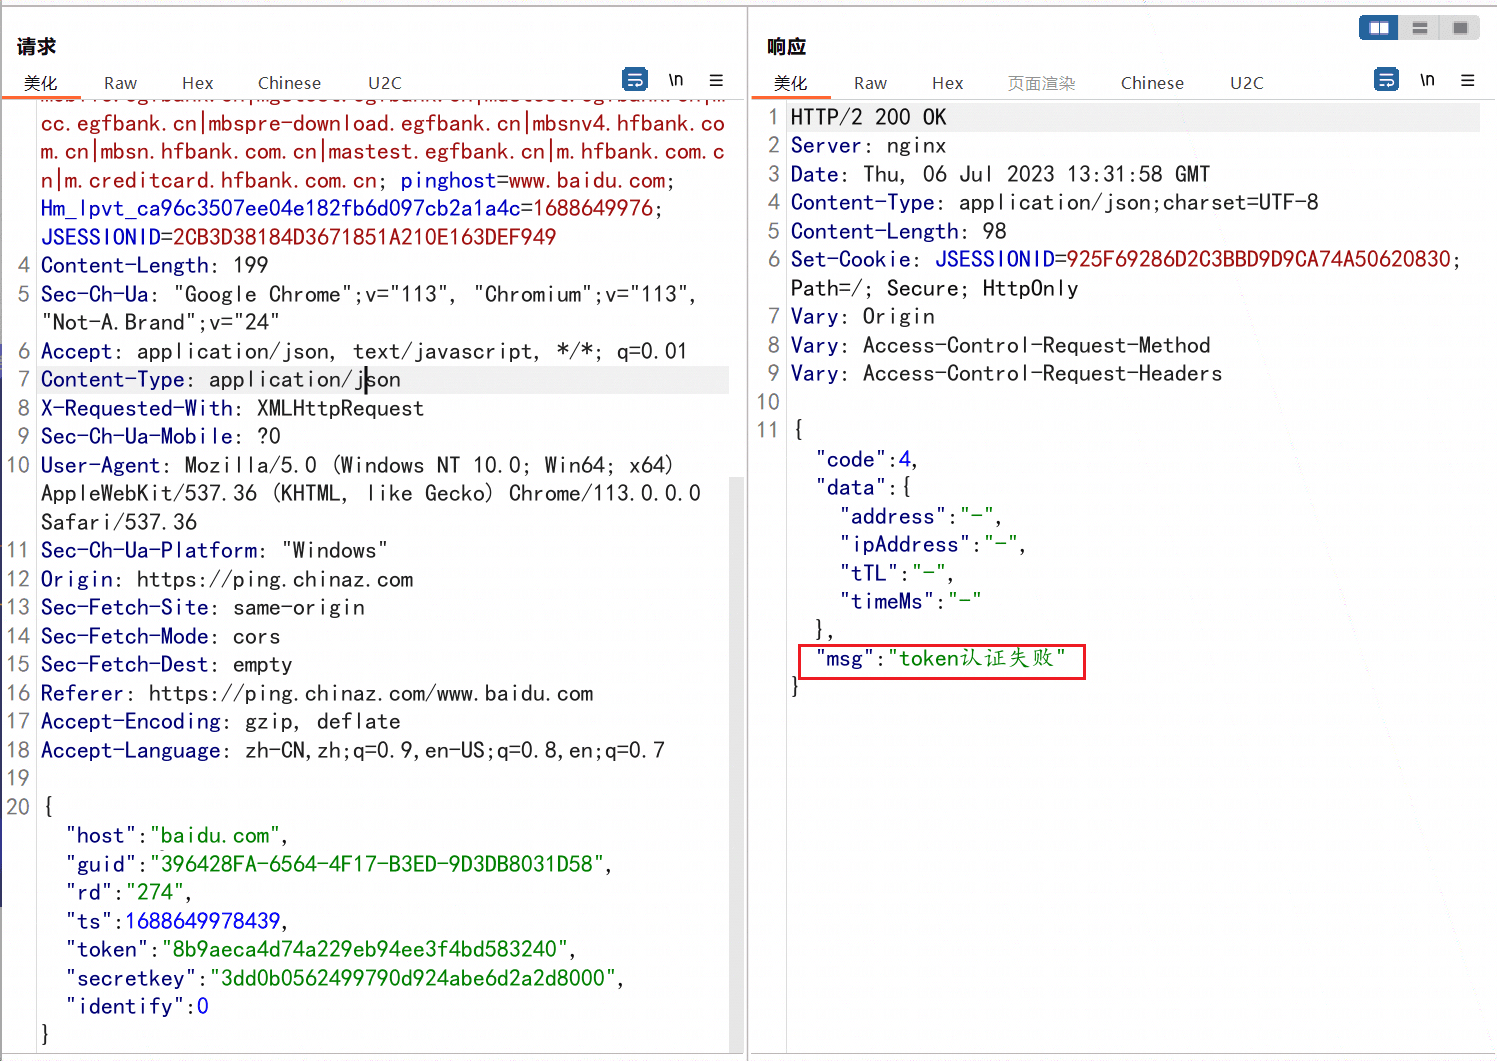 请求
美化 Raw Hex Chinese U2C
\n
cc.egfbank.cn|mbspre-download.egfbank.cn|mbsnv4.hfbank.co
m.cn|mbsn.hfbank.com.cn|mastest.egfbank.cn|m.hfbank.com.c
n|m.creditcard.hfbank.com.cn; pinghost=www.baidu.com;
Hm_lpvt_ca96c3507ee04e182fb6d097cb2a1a4c=1688649976;
JSESSIONID=2CB3D38184D3671851A210E163DEF949
4 Content-Length: 199
5 Sec-Ch-Ua: "Google Chrome";v="113", "Chromium";v="113",
"Not-A.Brand";v="24"
6 Accept: application/json, text/javascript, */*; q=0.01
7 Content-Type: application/json
8 X-Requested-With: XMLHttpRequest
9 Sec-Ch-Ua-Mobile: ?0
10 User-Agent: Mozilla/5.0 (Windows NT 10.0; Win64; x64)
AppleWebKit/537.36 (KHTML, like Gecko) Chrome/113.0.0.0
Safari/537.36
11 Sec-Ch-Ua-Platform: "Windows"
12 Origin: https://ping.chinaz.com
13 Sec-Fetch-Site: same-origin
14 Sec-Fetch-Mode: cors
15 Sec-Fetch-Dest: empty
16 Referer: https://ping.chinaz.com/www.baidu.com
17 Accept-Encoding: gzip, deflate
18 Accept-Language: zh-CN,zh;q=0.9,en-US;q=0.8,en;q=0.7
19
20 {
"host":"baidu.com",
"guid":"396428FA-6564-4F17-B3ED-9D3DB8031D58",
"rd":"274",
"ts":1688649978439,
"token":"8b9aeca4d74a229eb94ee3f4bd583240",
"secretkey":"3dd0b0562499790d924abe6d2a2d8000",
"identify":0
}
响应
美化 Raw Hex 页面渲染 Chinese U2C
\n
1 HTTP/2 200 OK
2 Server: nginx
3 Date: Thu, 06 Jul 2023 13:31:58 GMT
4 Content-Type: application/json;charset=UTF-8
5 Content-Length: 98
6 Set-Cookie: JSESSIONID=925F69286D2C3BBD9D9CA74A50620830;
Path=/; Secure; HttpOnly
7 Vary: Origin
8 Vary: Access-Control-Request-Method
9 Vary: Access-Control-Request-Headers
10
11 {
"code":4,
"data":{
"address":"-",
"ipAddress":"-",
"tTL":"-",
"timeMs":"-"
},
"msg":"token认证失败"
}